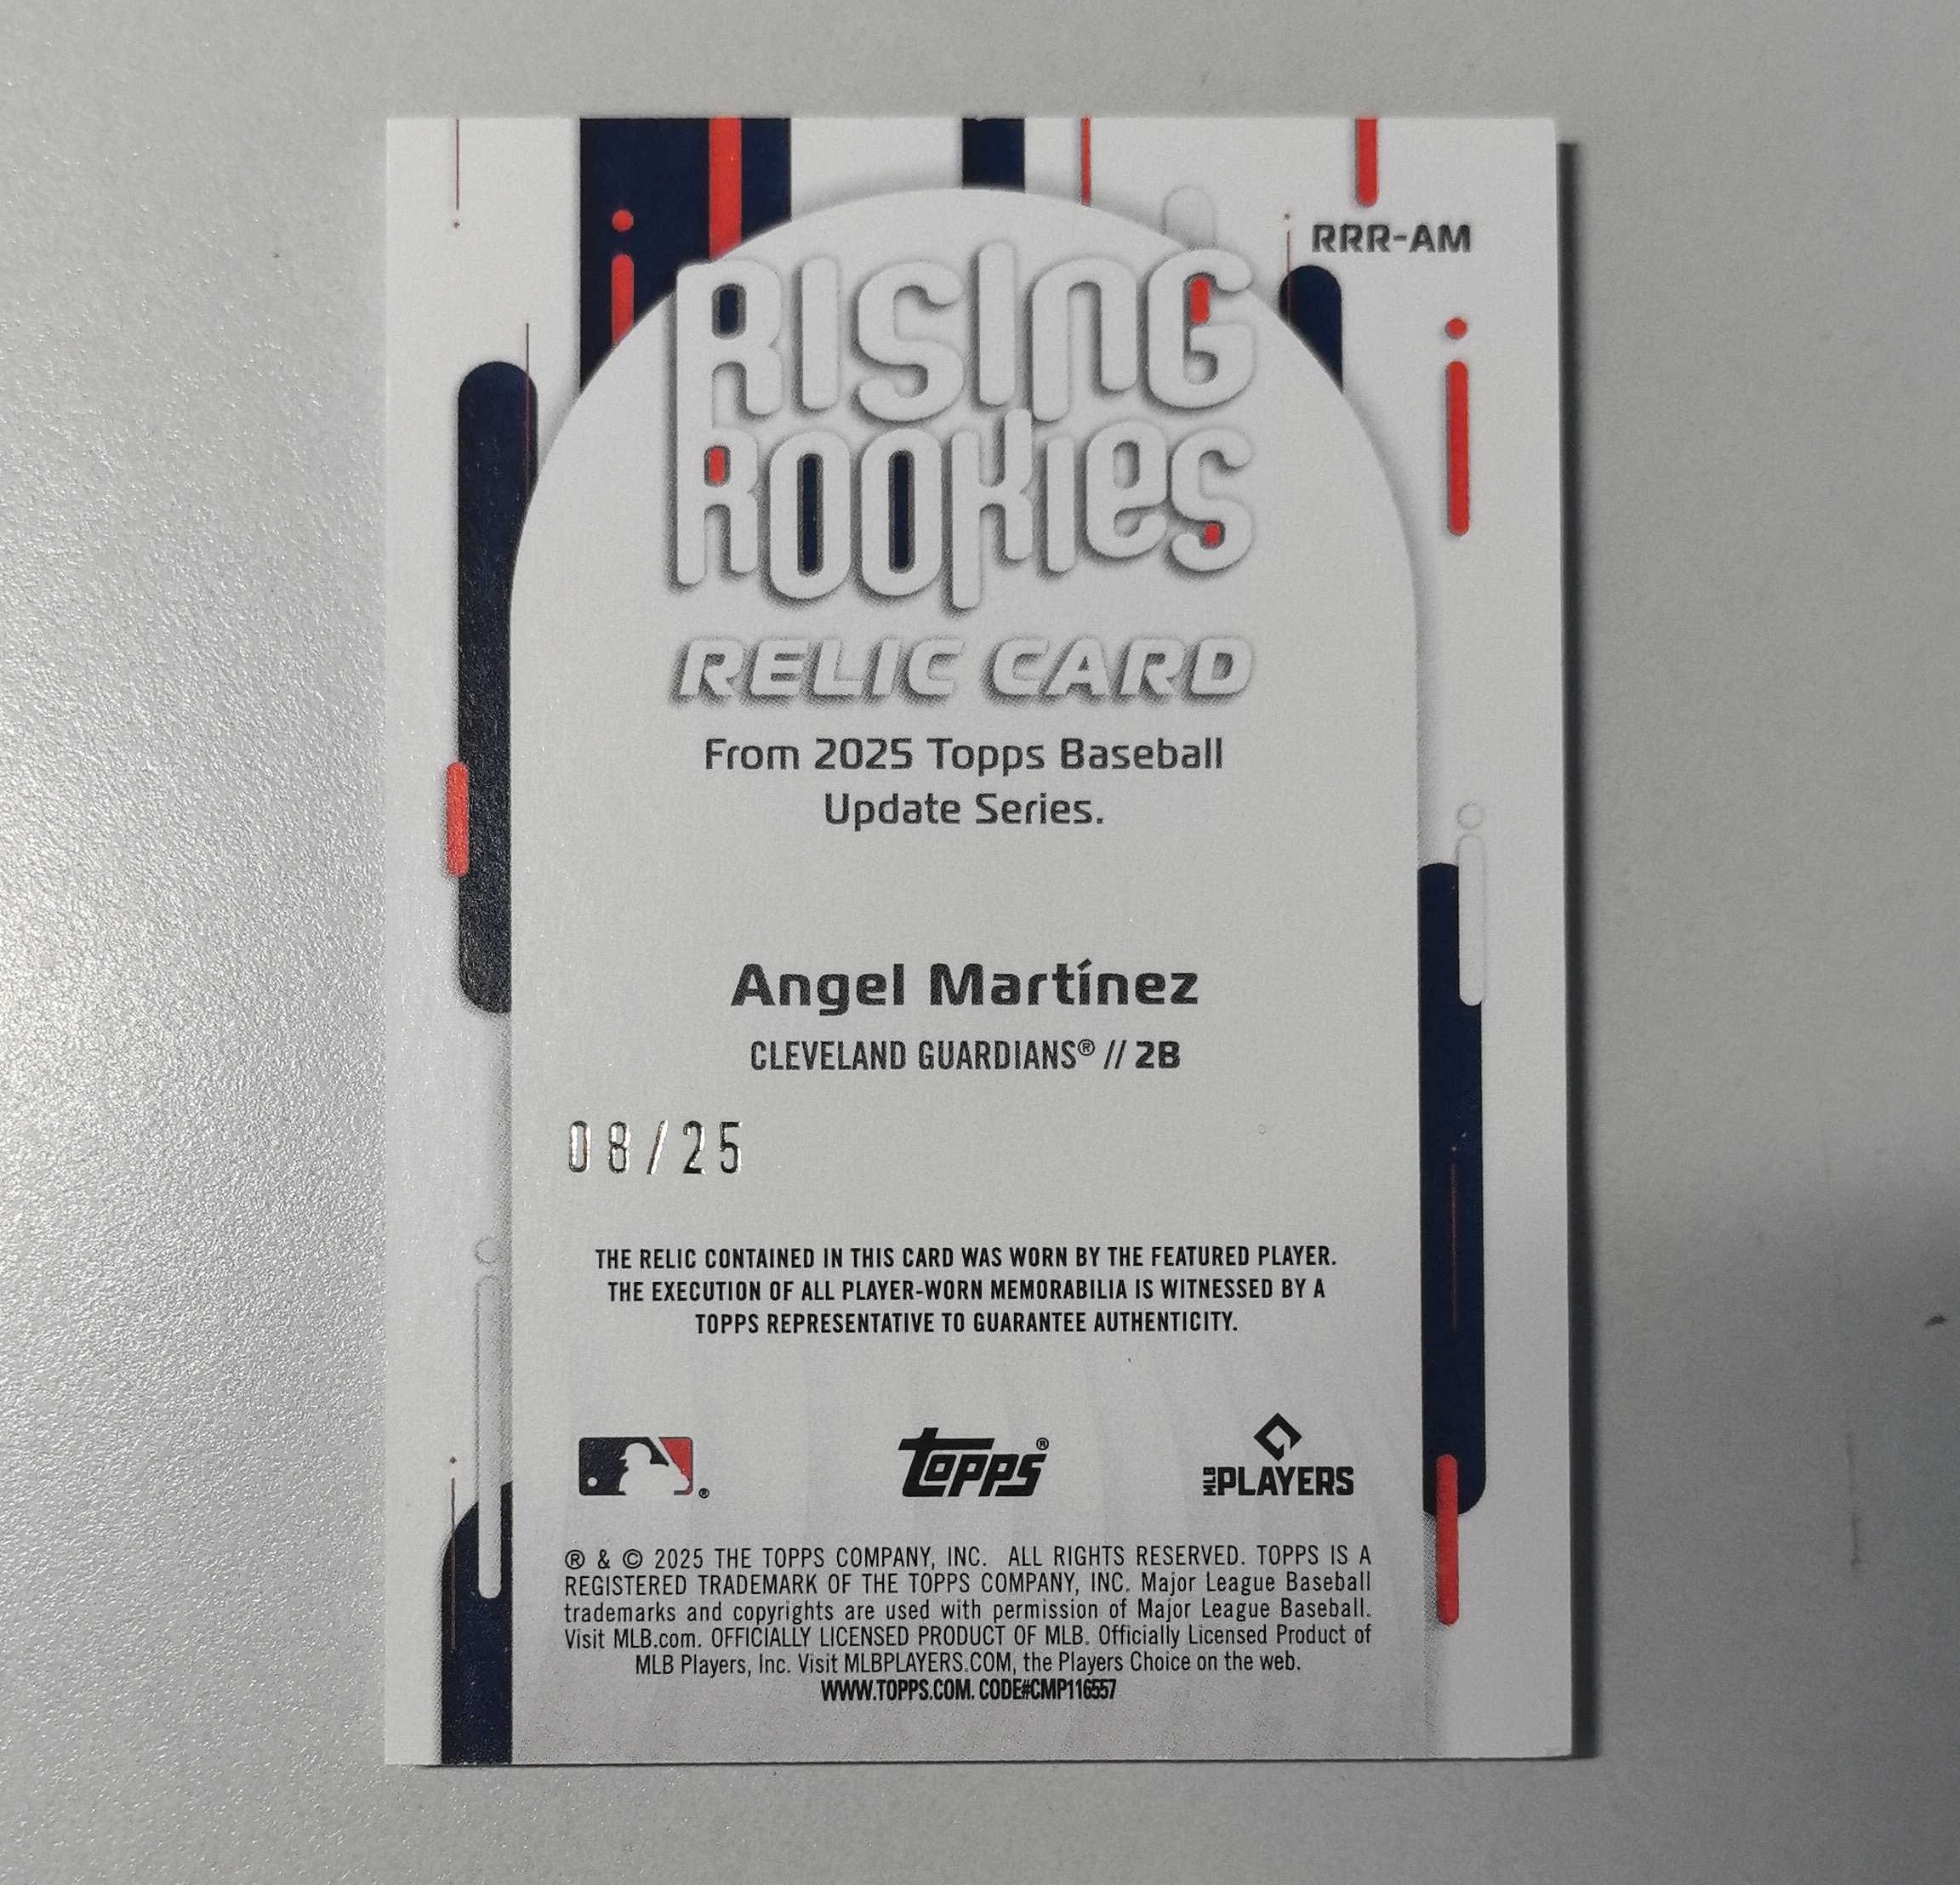 RRR-AM
RISING
ROOKIES
RELIC CARD
From 2025 Topps Baseball
Update Series.
Angel Martínez
CLEVELAND GUARDIANS® // 2B
08/25
THE RELIC CONTAINED IN THIS CARD WAS WORN BY THE FEATURED PLAYER.
THE EXECUTION OF ALL PLAYER-WORN MEMORABILIA IS WITNESSED BY A
TOPPS REPRESENTATIVE TO GUARANTEE AUTHENTICITY.
® Topps® MLB PLAYERS
® & © 2025 THE TOPPS COMPANY, INC. ALL RIGHTS RESERVED. TOPPS IS A
REGISTERED TRADEMARK OF THE TOPPS COMPANY, INC. Major League Baseball
trademarks and copyrights are used with permission of Major League Baseball.
Visit MLB.com. OFFICIALLY LICENSED PRODUCT OF MLB. Officially Licensed Product of
MLB Players, Inc. Visit MLBPLAYERS.COM, the Players Choice on the web.
WWW.TOPPS.COM. CODE#CMP116557